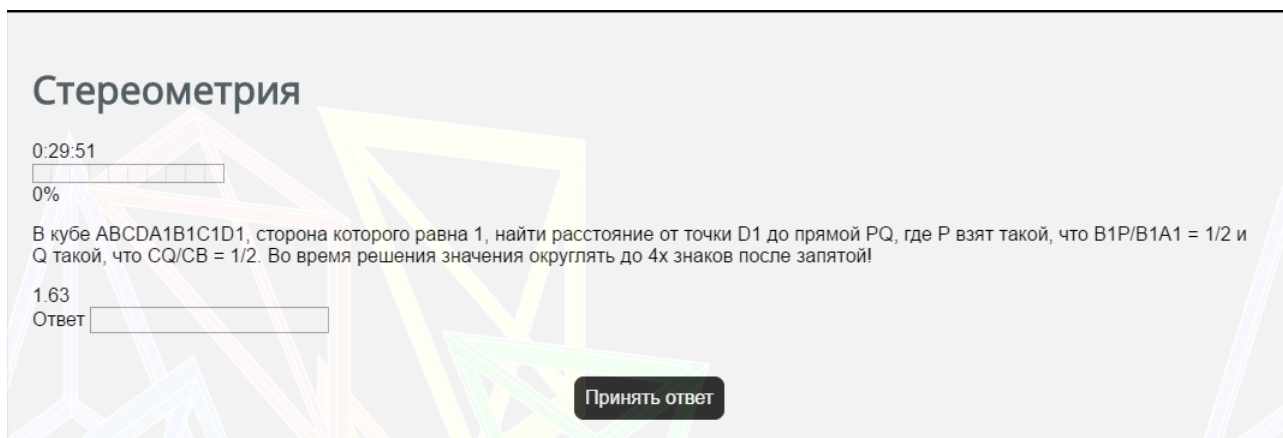 Стереометрия
0:29:51
0%
В кубе ABCDA1B1C1D1, сторона которого равна 1, найти расстояние от точки D1 до прямой PQ, где P взят такой, что B1P/B1A1 = 1/2 и
Q такой, что CQ/CB = 1/2. Во время решения значения округлять до 4х знаков после запятой!
1.63
Ответ
Принять ответ